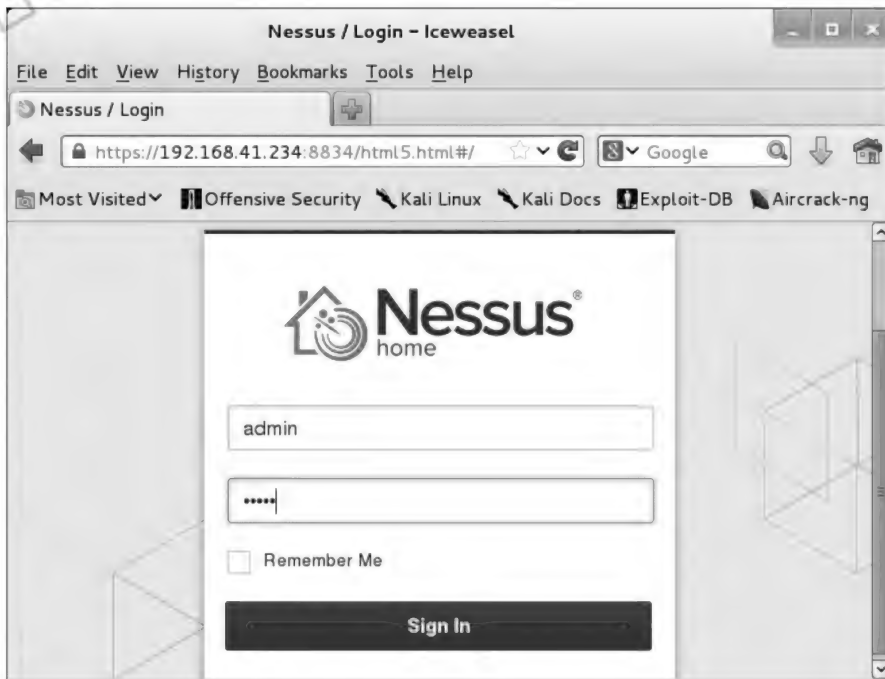 Nessus / Login – Iceweasel
File Edit View History Bookmarks Tools Help
Nessus / Login
https://192.168.41.234:8834/html5.html#/ Google
Most Visited Offensive Security Kali Linux Kali Docs Exploit-DB Aircrack-ng
Nessus®
home
admin
•••••
Remember Me
Sign In